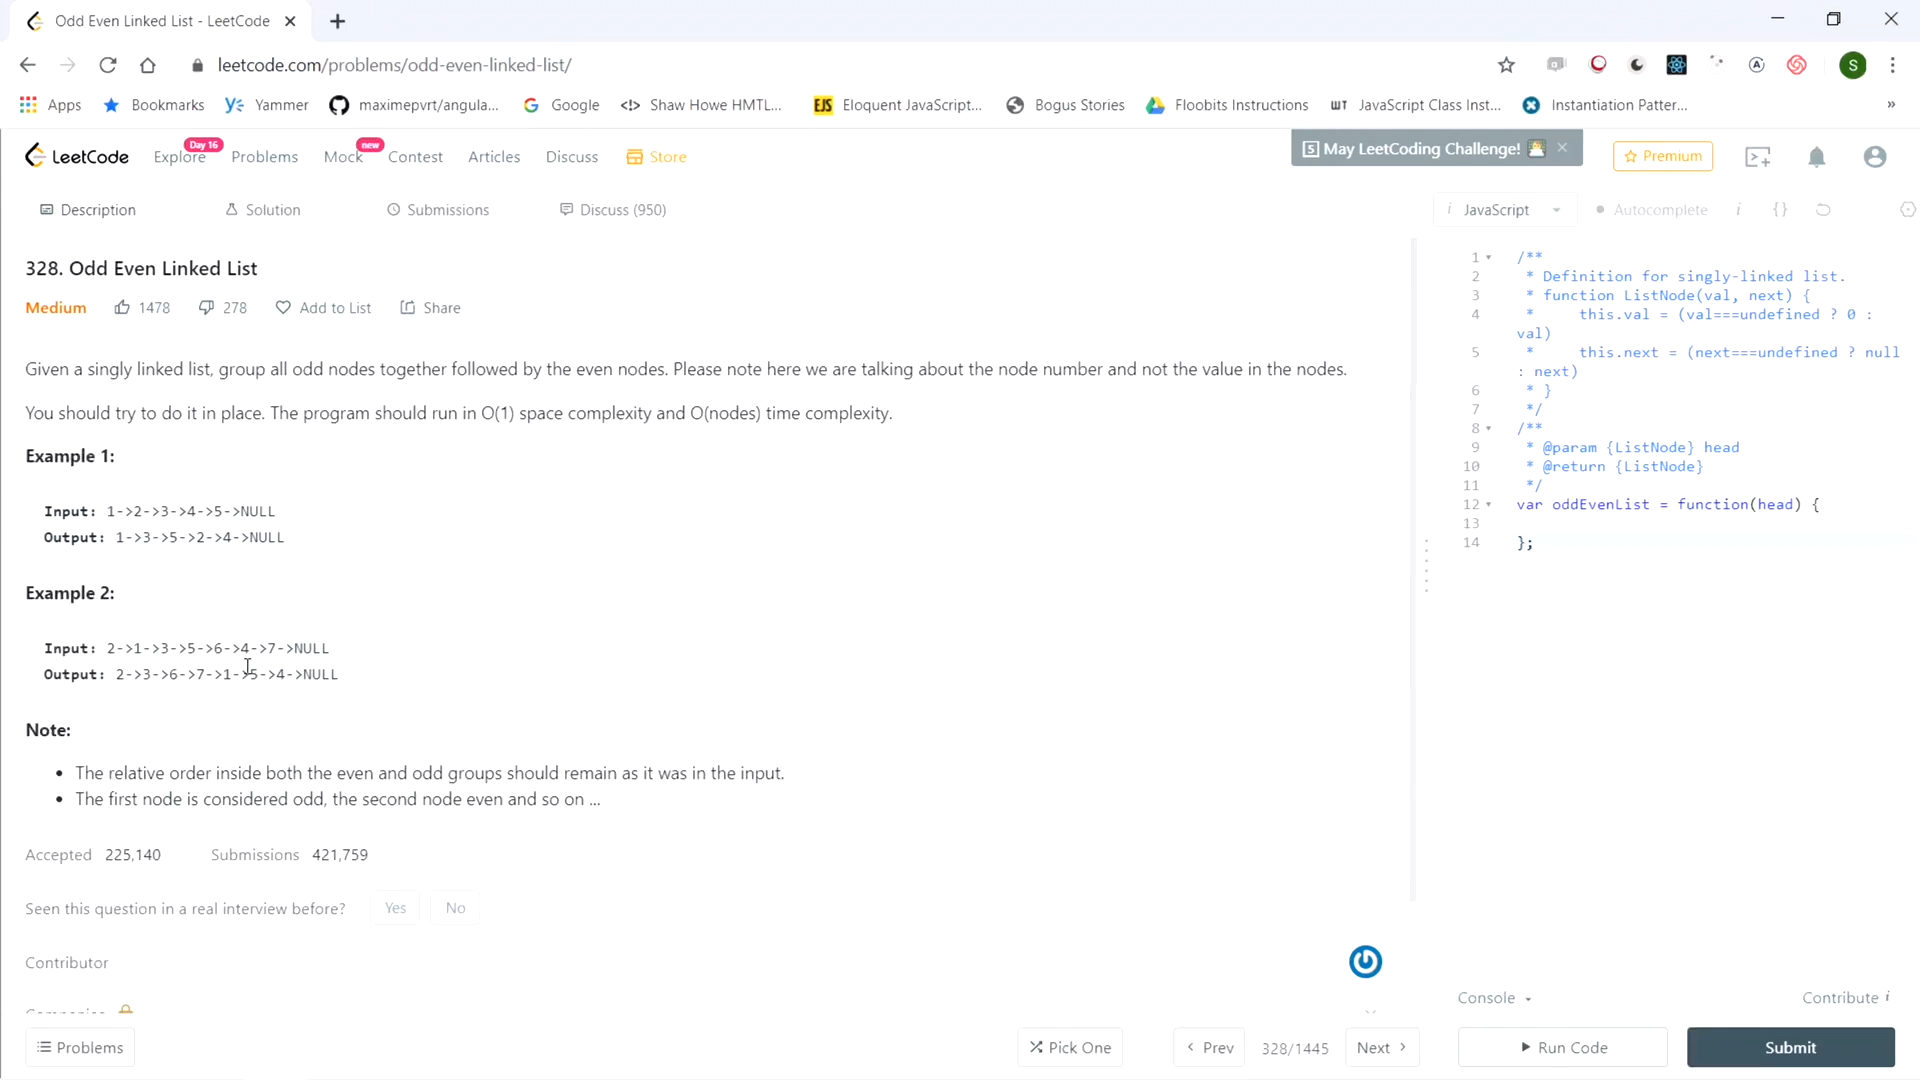 Odd Even Linked List - LeetCode
leetcode.com/problems/odd-even-linked-list/
S
Apps Bookmarks Yammer maximepvrt/angula... Google Shaw Howe HMTL... EJS Eloquent JavaScript... Bogus Stories Floobits Instructions WT JavaScript Class Inst... Instantiation Patter... »
LeetCode Explore Day 16 Problems Mock new Contest Articles Discuss Store 5 May LeetCoding Challenge! Premium
Description Solution Submissions Discuss (950) i JavaScript Autocomplete i {}
328. Odd Even Linked List
Medium 1478 278 Add to List Share
Given a singly linked list, group all odd nodes together followed by the even nodes. Please note here we are talking about the node number and not the value in the nodes.
You should try to do it in place. The program should run in O(1) space complexity and O(nodes) time complexity.
Example 1:
Input: 1->2->3->4->5->NULL
Output: 1->3->5->2->4->NULL
Example 2:
Input: 2->1->3->5->6->4->7->NULL
Output: 2->3->6->7->1->5->4->NULL
Note:
• The relative order inside both the even and odd groups should remain as it was in the input.
• The first node is considered odd, the second node even and so on ...
Accepted 225,140 Submissions 421,759
Seen this question in a real interview before? Yes No
Contributor
1 /**
2 * Definition for singly-linked list.
3 * function ListNode(val, next) {
4 * this.val = (val===undefined ? 0 :
val)
5 * this.next = (next===undefined ? null
: next)
6 * }
7 */
8 /**
9 * @param {ListNode} head
10 * @return {ListNode}
11 */
12 var oddEvenList = function(head) {
13
14 };
Console Contribute i
Problems Pick One Prev 328/1445 Next Run Code Submit